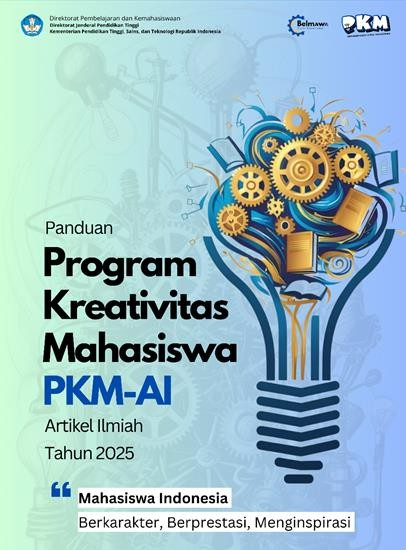 Direktorat Pembelajaran dan Kemahasiswaan
Direktorat Jenderal Pendidikan Tinggi
Kementerian Pendidikan Tinggi, Sains, dan Teknologi Republik Indonesia
Belmawa
PKM
Panduan
Program
Kreativitas
Mahasiswa
PKM-AI
Artikel Ilmiah
Tahun 2025
“ Mahasiswa Indonesia
Berkarakter, Berprestasi, Menginspirasi